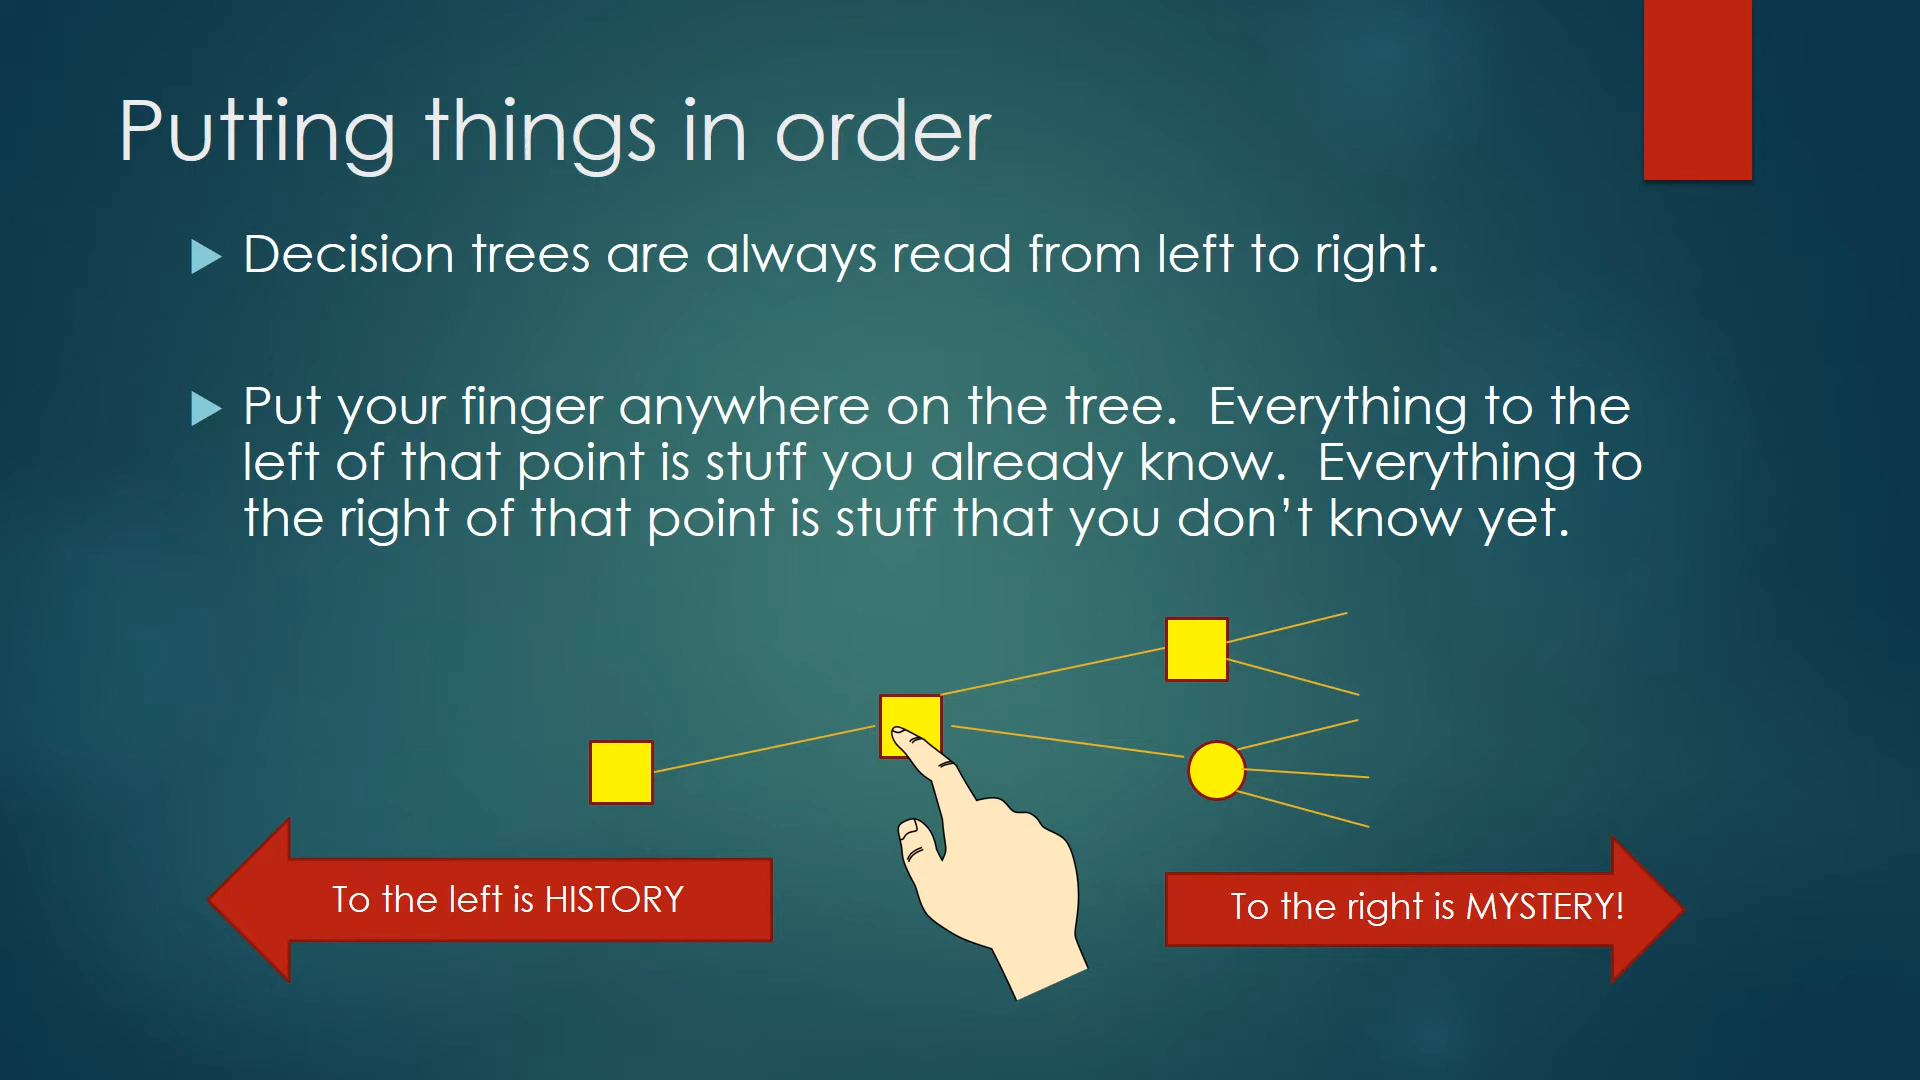 Putting things in order
Decision trees are always read from left to right.
Put your finger anywhere on the tree.  Everything to the
left of that point is stuff you already know.  Everything to
the right of that point is stuff that you don’t know yet.
To the left is HISTORY
To the right is MYSTERY!